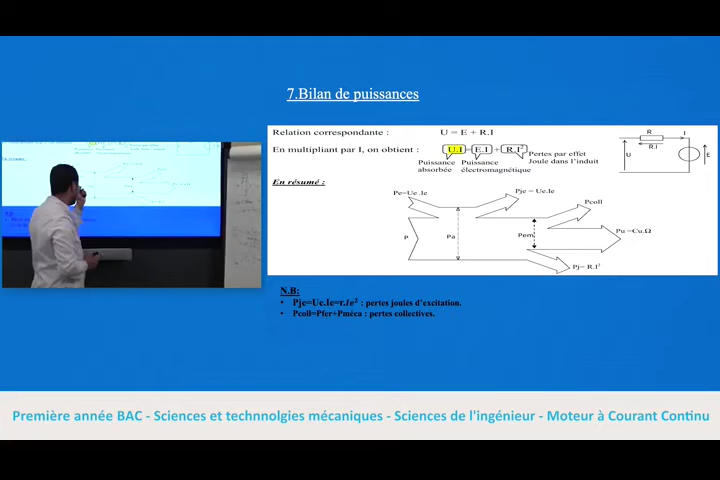 7.Bilan de puissances
Relation correspondante : U = E + R.I
En multipliant par I, on obtient : U.I = E.I + R.I²
Pertes par effet
Joule dans l'induit
Puissance
absorbée
Puissance
électromagnétique
R
I
R.I
U
E
En résumé :
Pe=Ue.Ie
Pje = Ue.Ie
Pcoll
P
Pa
Pem
Pu =Cu.Ω
Pj= R.I²
N.B:
• Pje=Ue.Ie=r.ie² : pertes joules d'excitation.
• Pcoll=Pfer+Pméca : pertes collectives.
Première année BAC - Sciences et technnolgies mécaniques - Sciences de l'ingénieur - Moteur à Courant Continu